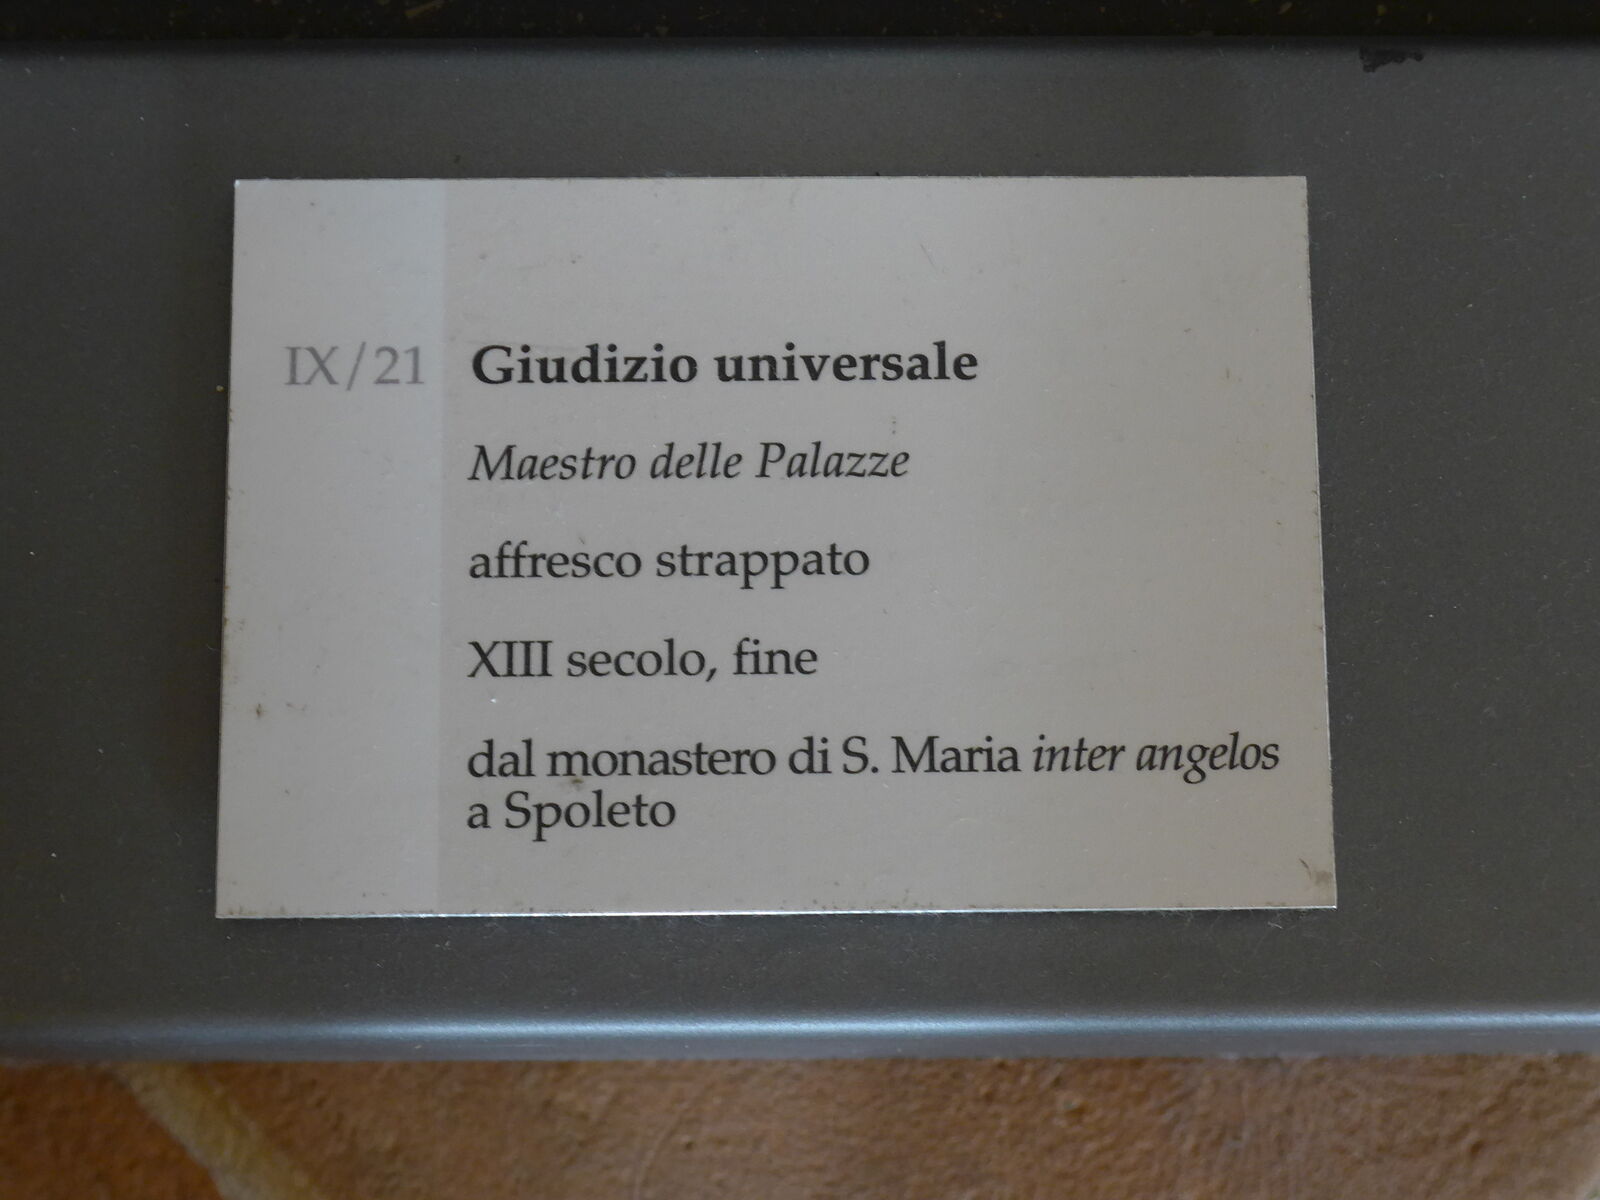 IX/21 Giudizio universale
Maestro delle Palazze
affresco strappato
XIII secolo, fine
dal monastero di S. Maria inter angelos
a Spoleto